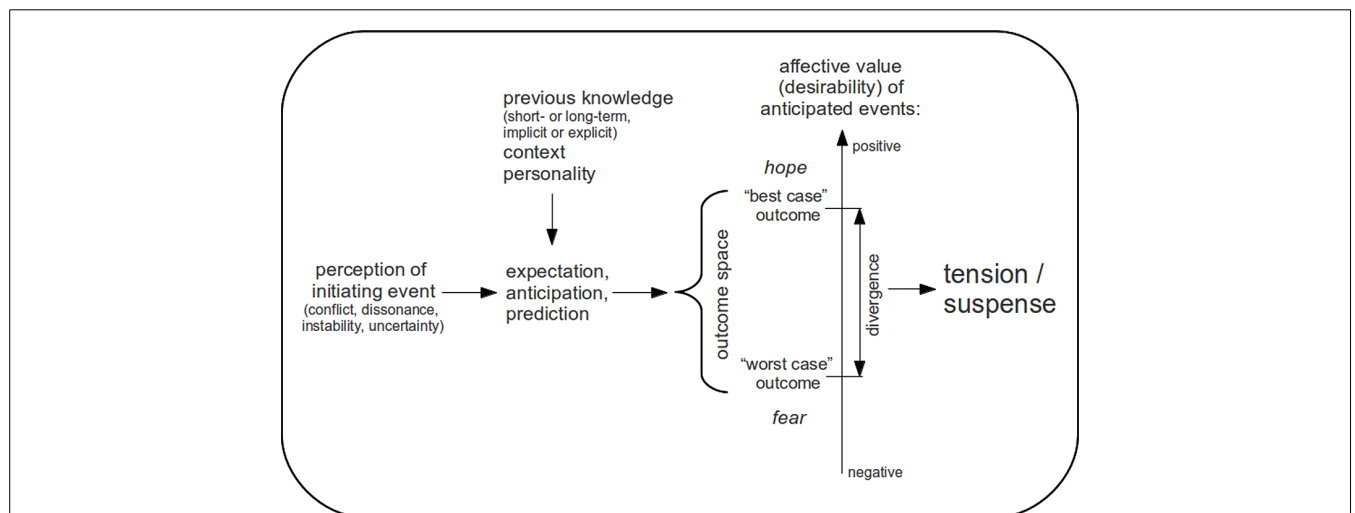 affective value
(desirability) of
anticipated events:
previous knowledge
(short- or long-term,
implicit or explicit)
context
personality
positive
hope
“best case”
outcome
perception of
initiating event
(conflict, dissonance,
instability, uncertainty)
expectation,
anticipation,
prediction
outcome space
divergence
tension /
suspense
“worst case”
outcome
fear
negative